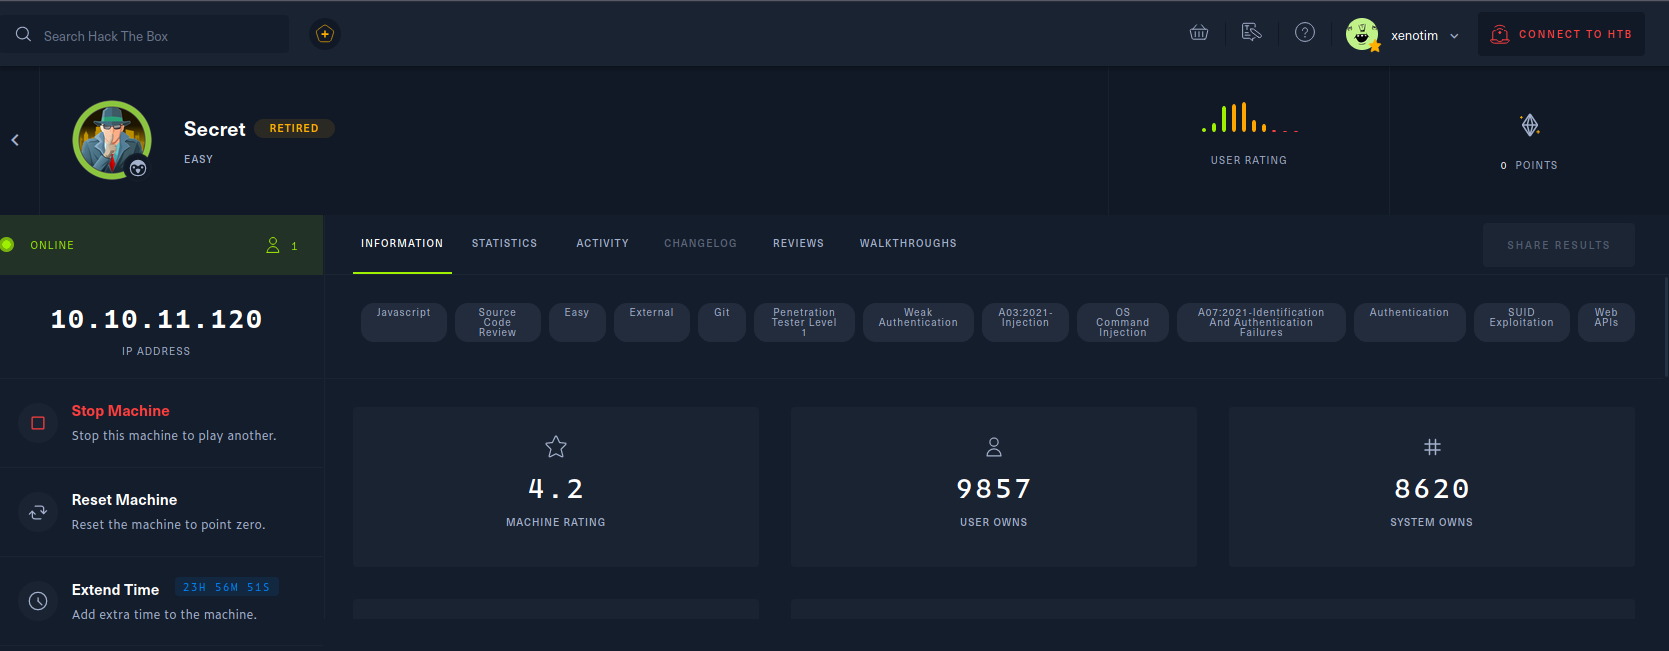 Search Hack The Box
xenotim
CONNECT TO HTB
Secret
RETIRED
EASY
USER RATING
0 POINTS
ONLINE
1
INFORMATION
STATISTICS
ACTIVITY
CHANGELOG
REVIEWS
WALKTHROUGHS
SHARE RESULTS
10.10.11.120
IP ADDRESS
Javascript
Source
Code
Review
Easy
External
Git
Penetration
Tester Level
1
Weak
Authentication
A03:2021-
Injection
OS
Command
Injection
A07:2021-Identification
And Authentication
Failures
Authentication
SUID
Exploitation
Web
APIs
Stop Machine
Stop this machine to play another.
Reset Machine
Reset the machine to point zero.
Extend Time
23H 56M 51S
Add extra time to the machine.
4.2
MACHINE RATING
9857
USER OWNS
8620
SYSTEM OWNS